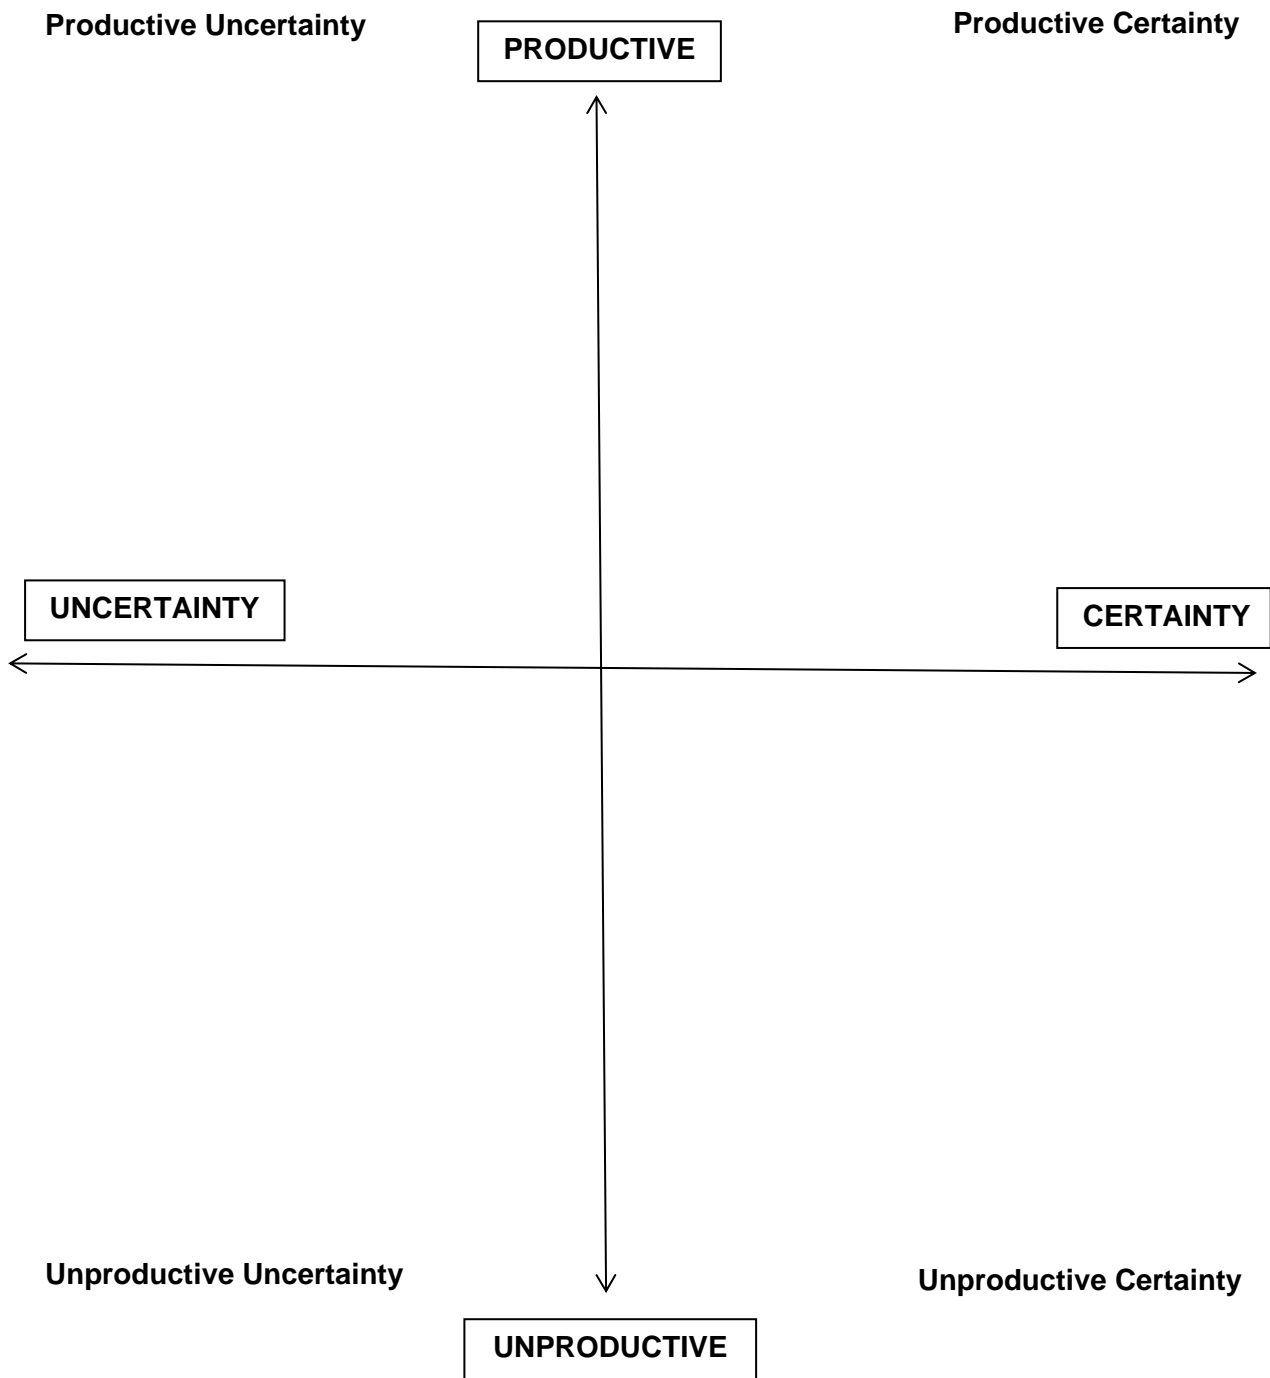 Productive Uncertainty
Productive Certainty
PRODUCTIVE
UNCERTAINTY
CERTAINTY
Unproductive Uncertainty
Unproductive Certainty
UNPRODUCTIVE